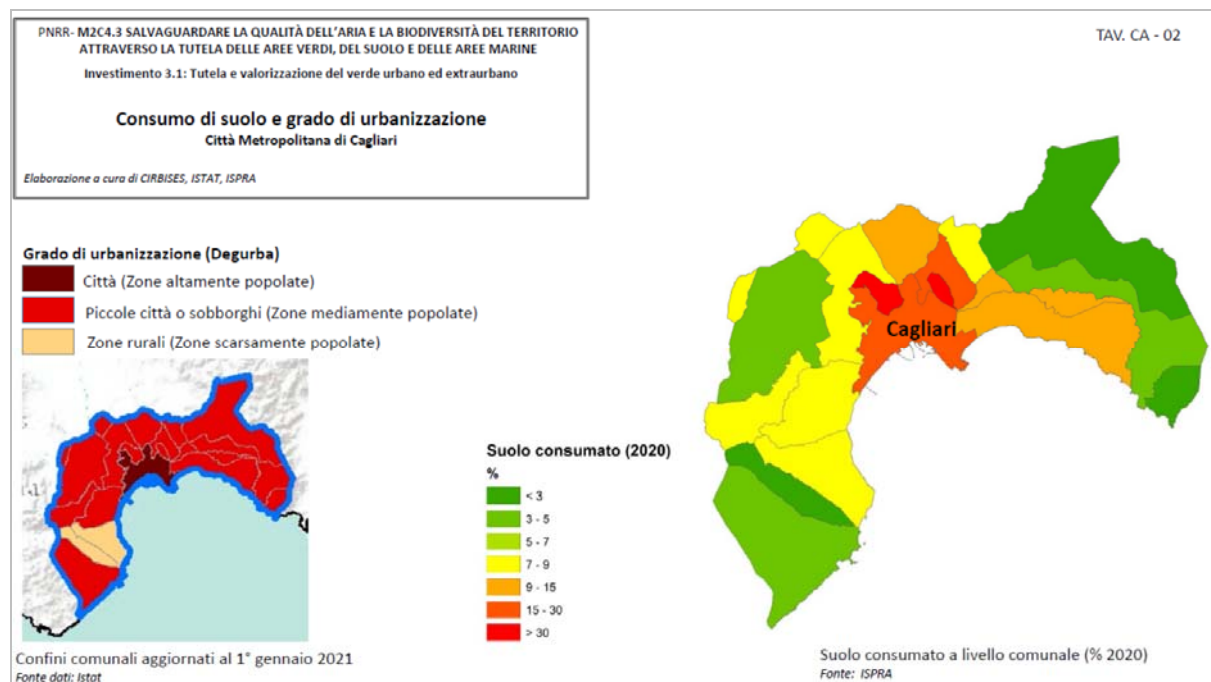 PNRR- M2C4.3 SALVAGUARDARE LA QUALITÀ DELL'ARIA E LA BIODIVERSITÀ DEL TERRITORIO
ATTRAVERSO LA TUTELA DELLE AREE VERDI, DEL SUOLO E DELLE AREE MARINE
Investimento 3.1: Tutela e valorizzazione del verde urbano ed extraurbano
Consumo di suolo e grado di urbanizzazione
Città Metropolitana di Cagliari
Elaborazione a cura di CIRBISES, ISTAT, ISPRA
TAV. CA - 02
Grado di urbanizzazione (Degurba)
Città (Zone altamente popolate)
Piccole città o sobborghi (Zone mediamente popolate)
Zone rurali (Zone scarsamente popolate)
Cagliari
Suolo consumato (2020)
%
< 3
3 - 5
5 - 7
7 - 9
9 - 15
15 - 30
> 30
Confini comunali aggiornati al 1° gennaio 2021
Fonte dati: Istat
Suolo consumato a livello comunale (% 2020)
Fonte: ISPRA